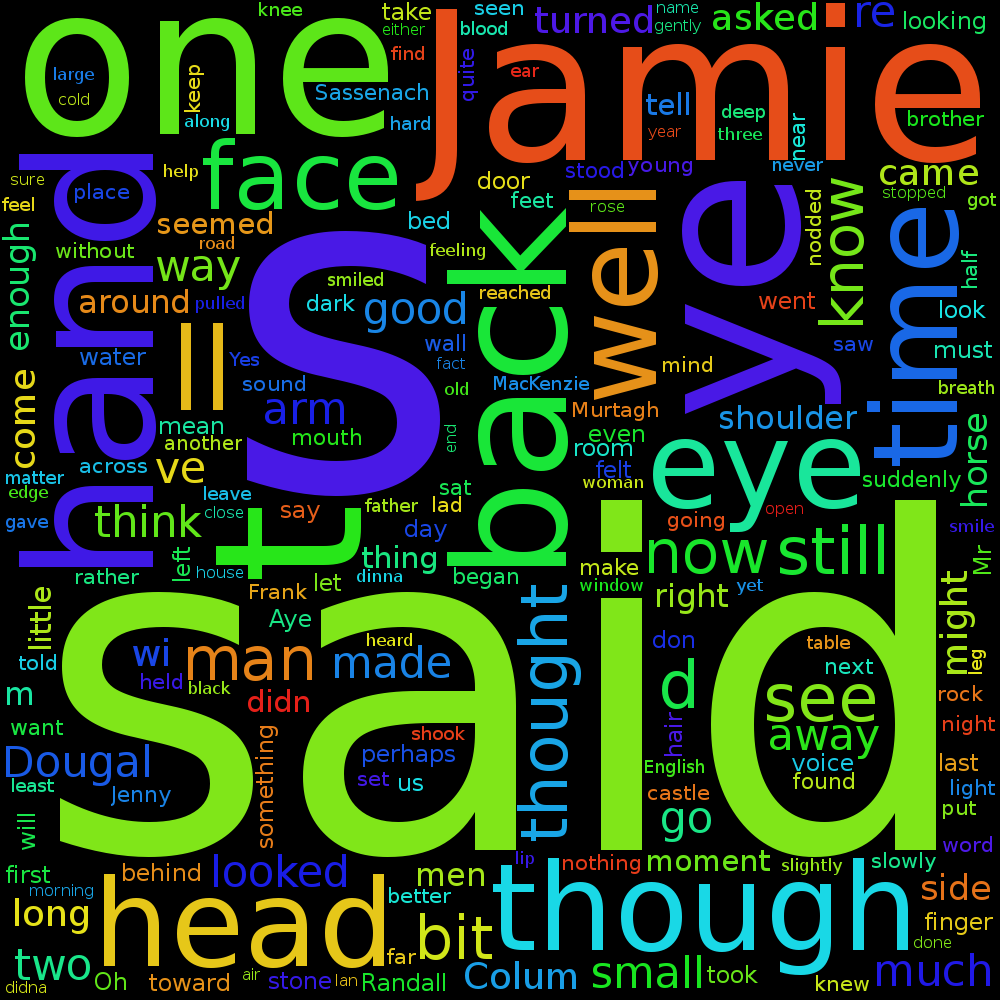 one
Jamie
knee
take
either
seen
blood
turned
name
gently
asked
re
looking
find
large
cold
keep
along
Sassenach
hard
quite
ear
tell
year
deep
three
near
brother
hand
place
sure
feel
help
face
door
feet
bed
stood
young
rose
never
came
stopped
got
nodded
know
time
half
without
seemed
road
way
enough
around
pulled
smiled
dark
feeling
reached
good
back
well
ye
went
look
must
saw
water
ll
Yes
S
wall
fact
old
MacKenzie
mind
breath
come
sound
arm
mean
another
mouth
end
Murtagh
shoulder
even
room
felt
woman
eye
suddenly
horse
matter
edge
gave
across
ve
leave
close
say
t
father
sat
lad
day
going
open
smile
think
left
house
thing
dinna
began
make
window
now
still
Mr
rather
Frank
let
Aye
thought
right
yet
might
little
told
said
wi
man
heard
made
held
black
didn
don
d
table
next
see
leg
rock
m
want
Dougal
Jenny
least
something
shook
perhaps
set
us
hair
English
castle
go
away
voice
found
night
last
light
put
will
first
morning
behind
looked
men
better
lip
nothing
moment
slightly
slowly
word
long
head
far
bit
though
side
finger
done
two
didna
Oh
toward
air
stone
Ian
Randall
Colum
small
took
knew
much